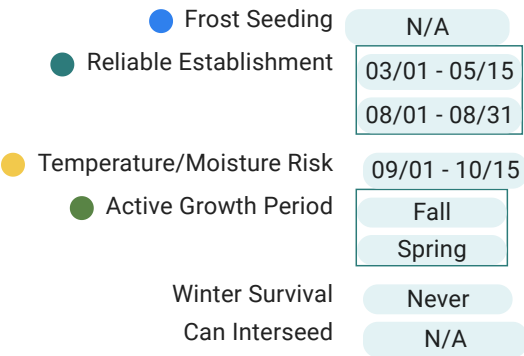 Frost Seeding N/A
Reliable Establishment 03/01 - 05/15
08/01 - 08/31
Temperature/Moisture Risk 09/01 - 10/15
Active Growth Period Fall
Spring
Winter Survival Never
Can Interseed N/A